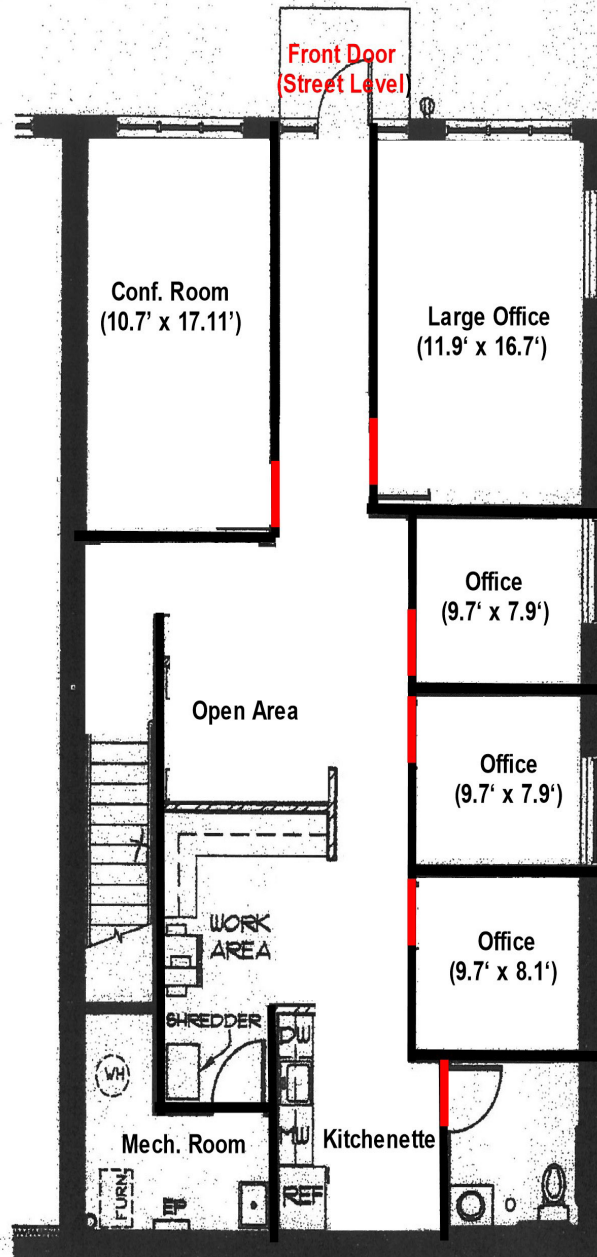 Front Door
(Street Level)
Conf. Room
(10.7’ x 17.11’)
Large Office
(11.9‘ x 16.7‘)
Office
(9.7‘ x 7.9‘)
Open Area
Office
(9.7‘ x 7.9‘)
WORK
AREA
Office
(9.7‘ x 8.1‘)
SHREDDER
DW
WH
MW
Mech. Room
Kitchenette
FURN.
EP
REF